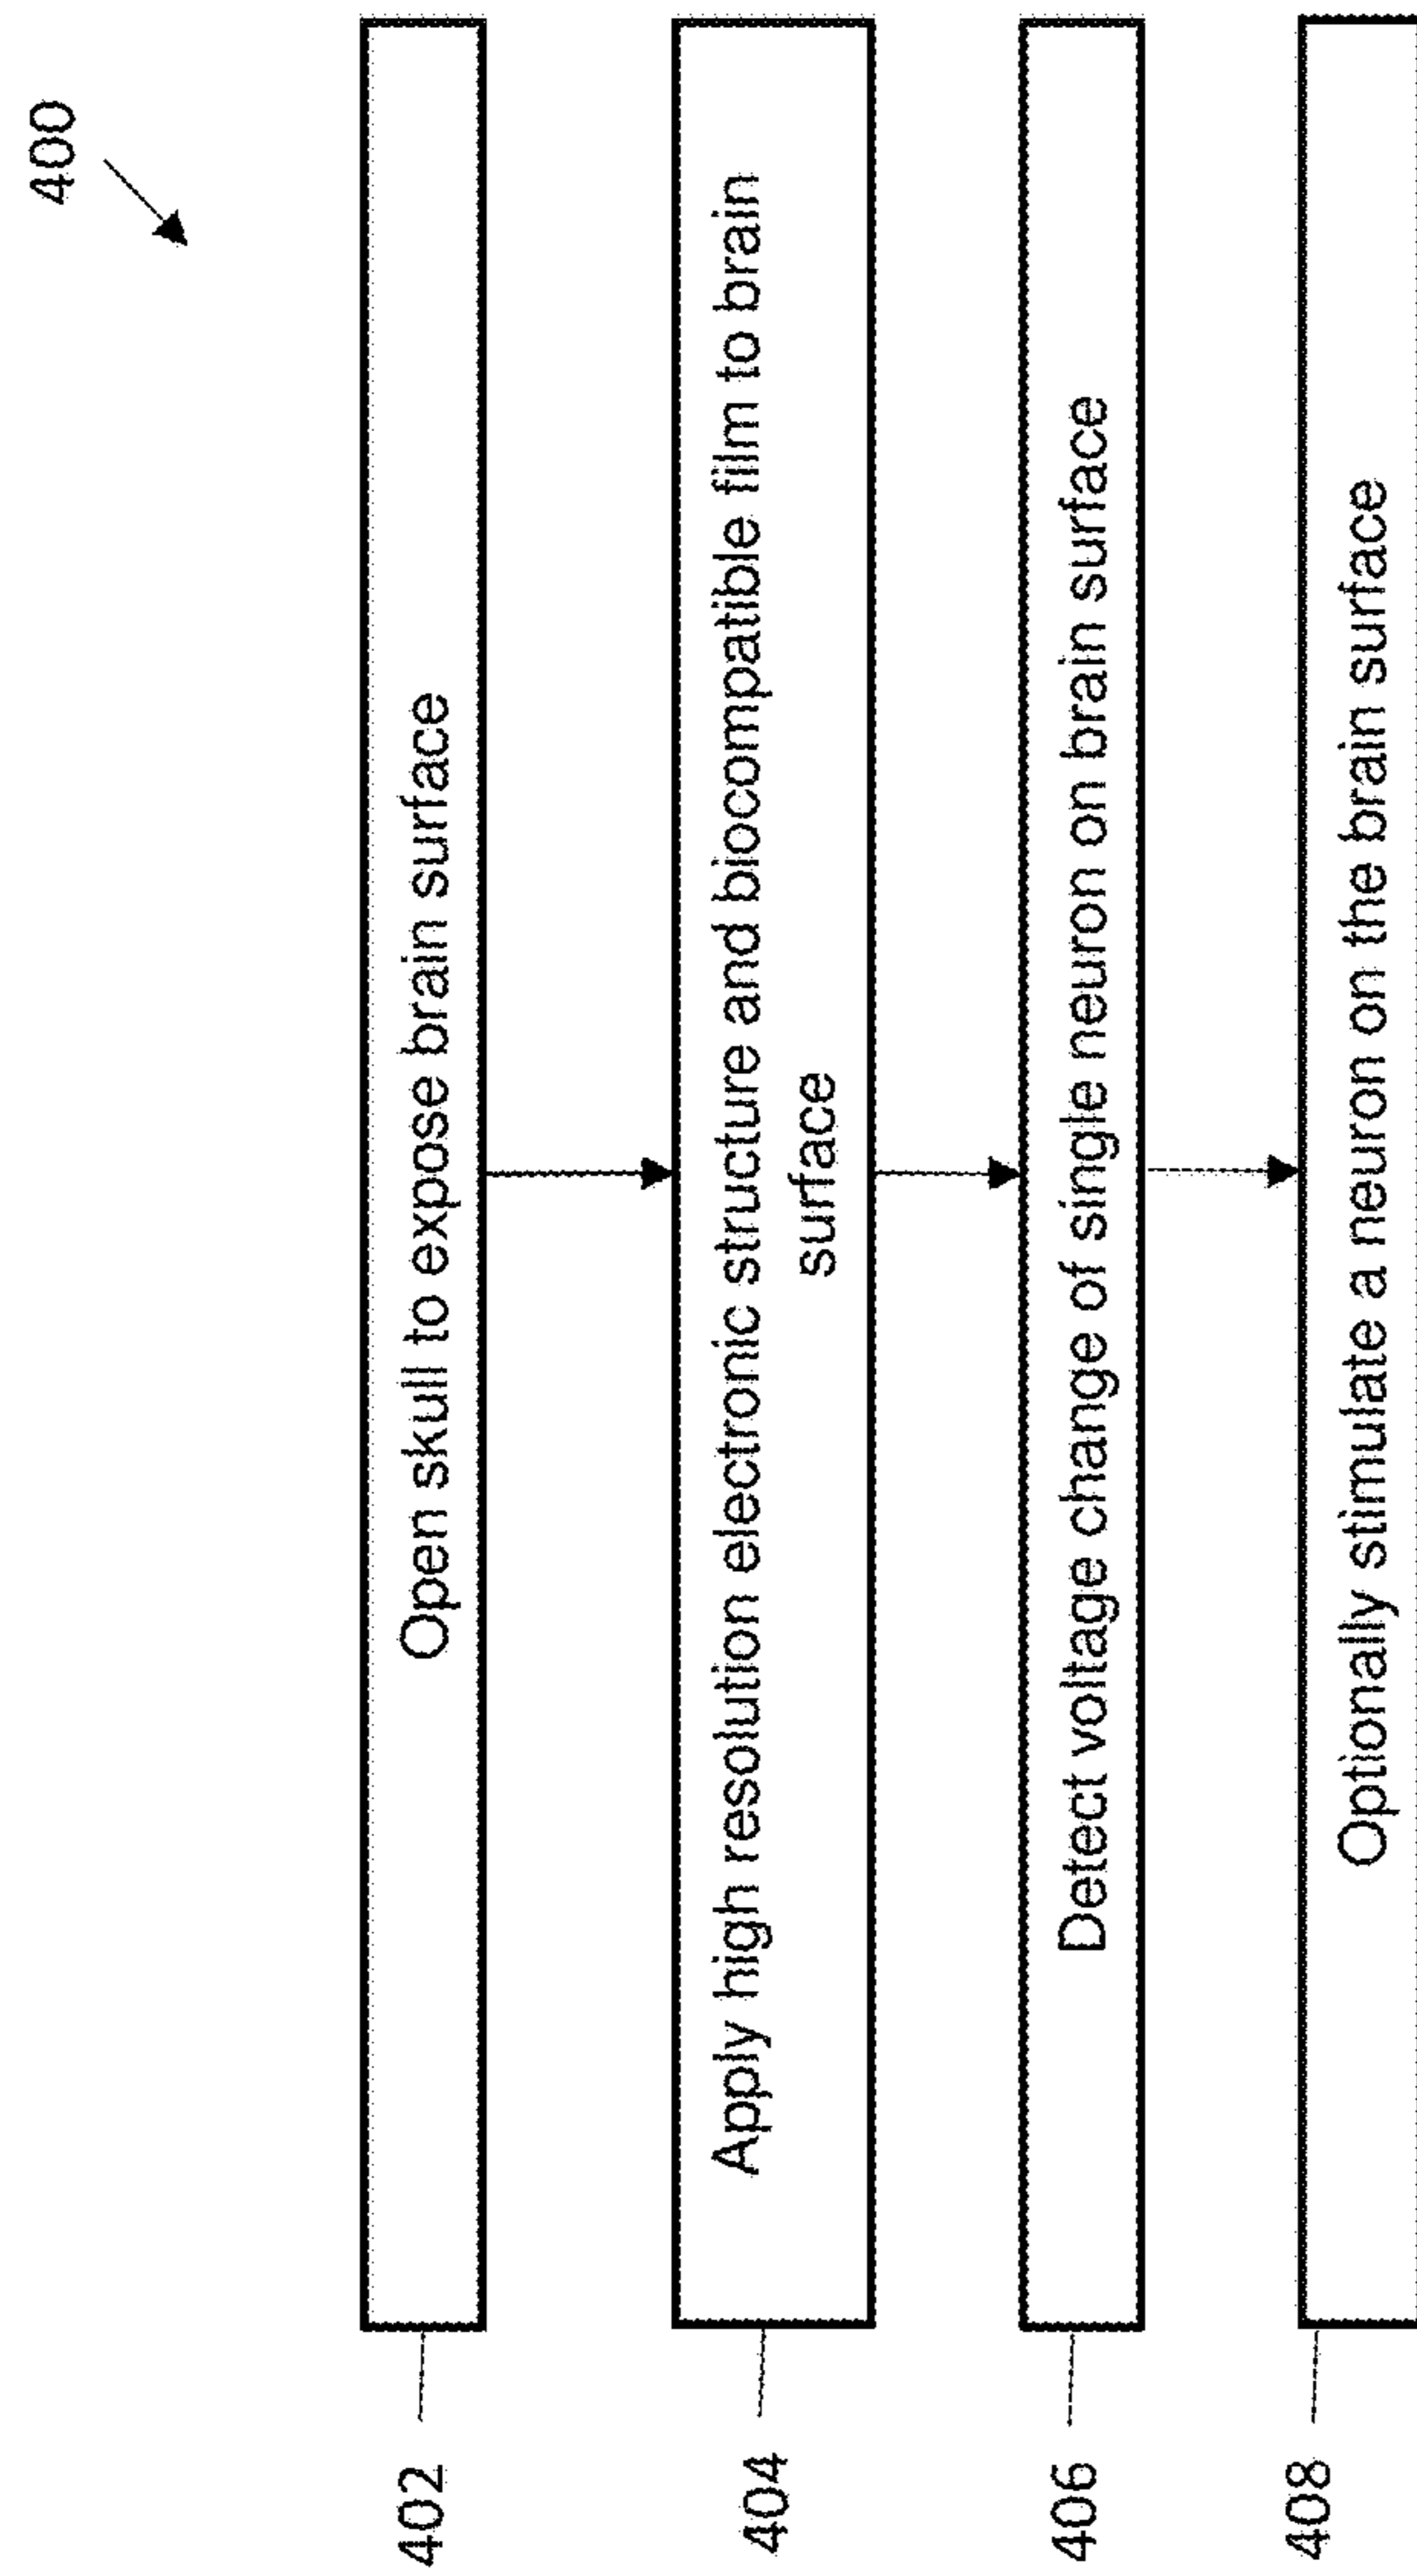 400
402
Open skull to expose brain surface
404
Apply high resolution electronic structure and biocompatible film to brain
surface
406
Detect voltage change of single neuron on brain surface
408
Optionally stimulate a neuron on the brain surface